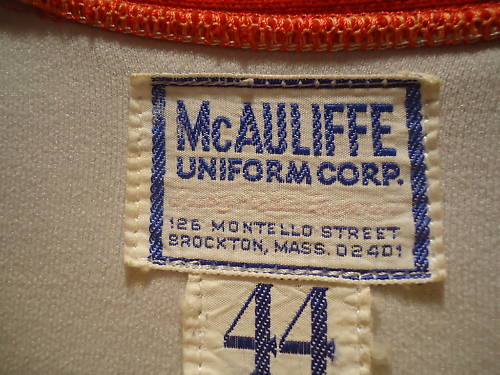 McAULIFFE
UNIFORM CORP.
126 MONTELLO STREET
BROCKTON, MASS. 02401
44